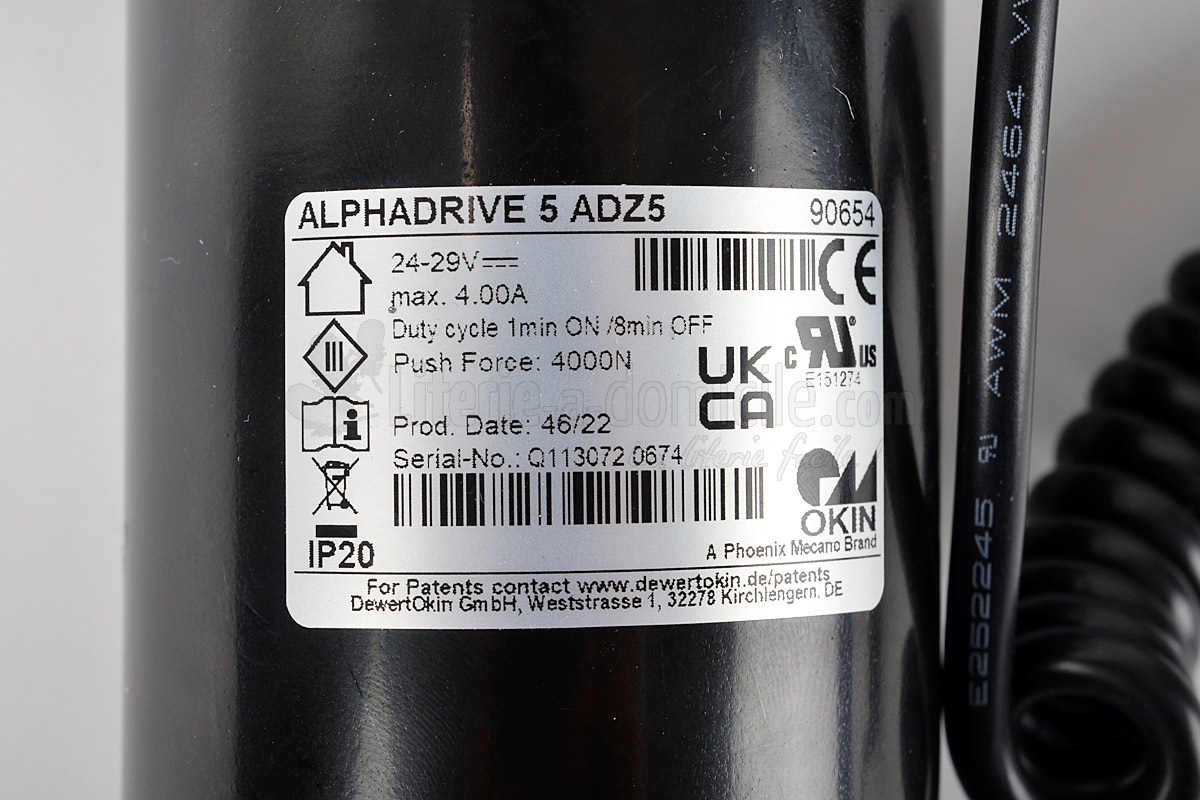 ALPHADRIVE 5 ADZ5 90654
24-29V
max. 4.00A
Duty cycle 1min ON /8min OFF
Push Force: 4000N
Prod. Date: 46/22
Serial-No.: Q113072 0674
CE
c RU ® US
E151274
UK
CA
OKIN
A Phoenix Mecano Brand
IP20
For Patents contact www.dewertokin.de/patents
DewertOkin GmbH, Weststrasse 1, 32278 Kirchlengern, DE
E252245 AWM 2464
literie-a-domicile.com